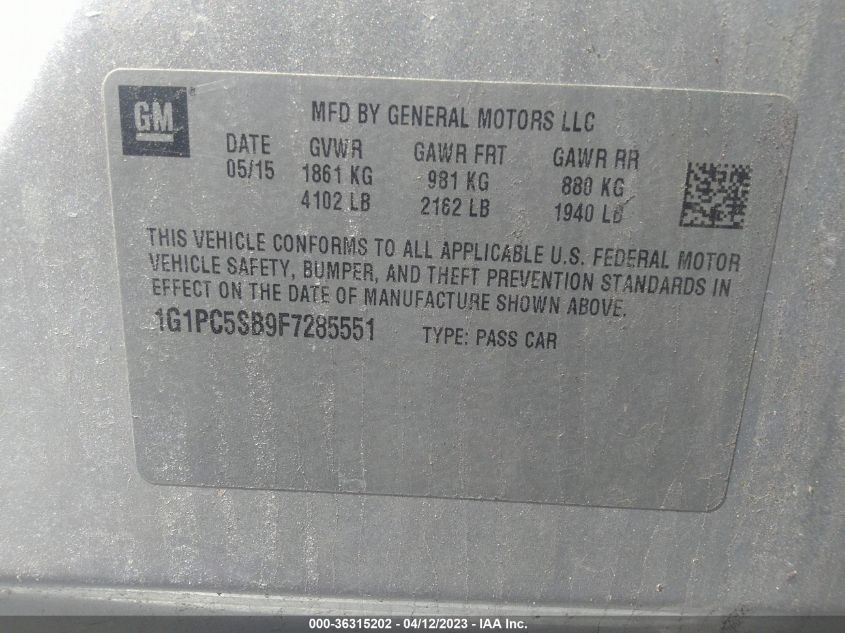 GM ®
MFD BY GENERAL MOTORS LLC
DATE GVWR GAWR FRT GAWR RR
05/15 1861 KG 981 KG 880 KG
4102 LB 2162 LB 1940 LB
THIS VEHICLE CONFORMS TO ALL APPLICABLE U.S. FEDERAL MOTOR
VEHICLE SAFETY, BUMPER, AND THEFT PREVENTION STANDARDS IN
EFFECT ON THE DATE OF MANUFACTURE SHOWN ABOVE.
1G1PC5SB9F7285551 TYPE: PASS CAR
000-36315202 - 04/12/2023 - IAA Inc.